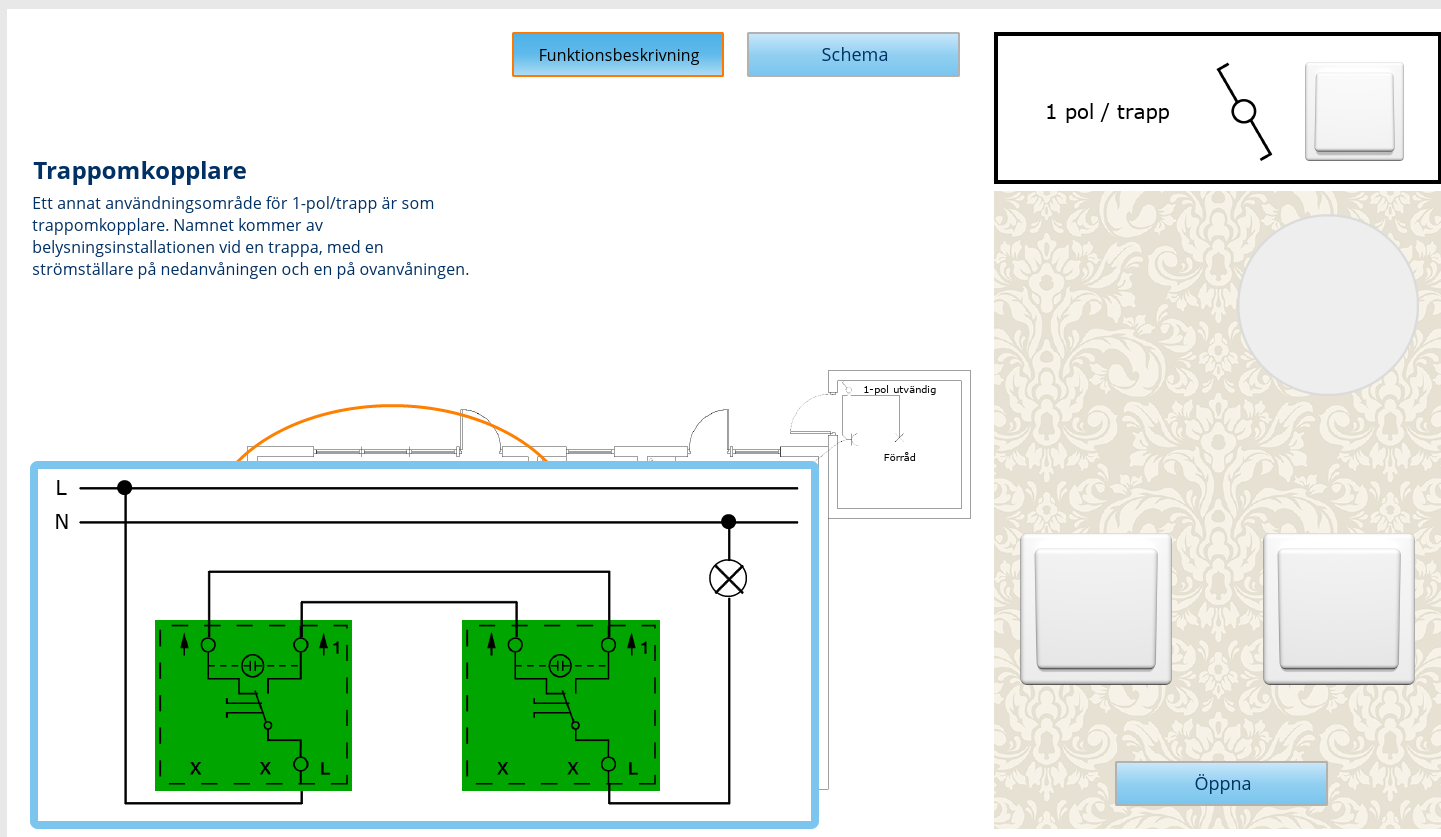 Funktionsbeskrivning
Schema
1 pol / trapp
Trappomkopplare
Ett annat användningsområde för 1-pol/trapp är som
trappomkopplare. Namnet kommer av
belysningsinstallationen vid en trappa, med en
strömställare på nedanvåningen och en på ovanvåningen.
1-pol utvändig
Förråd
L
N
1
1
X X L
X X L
Öppna